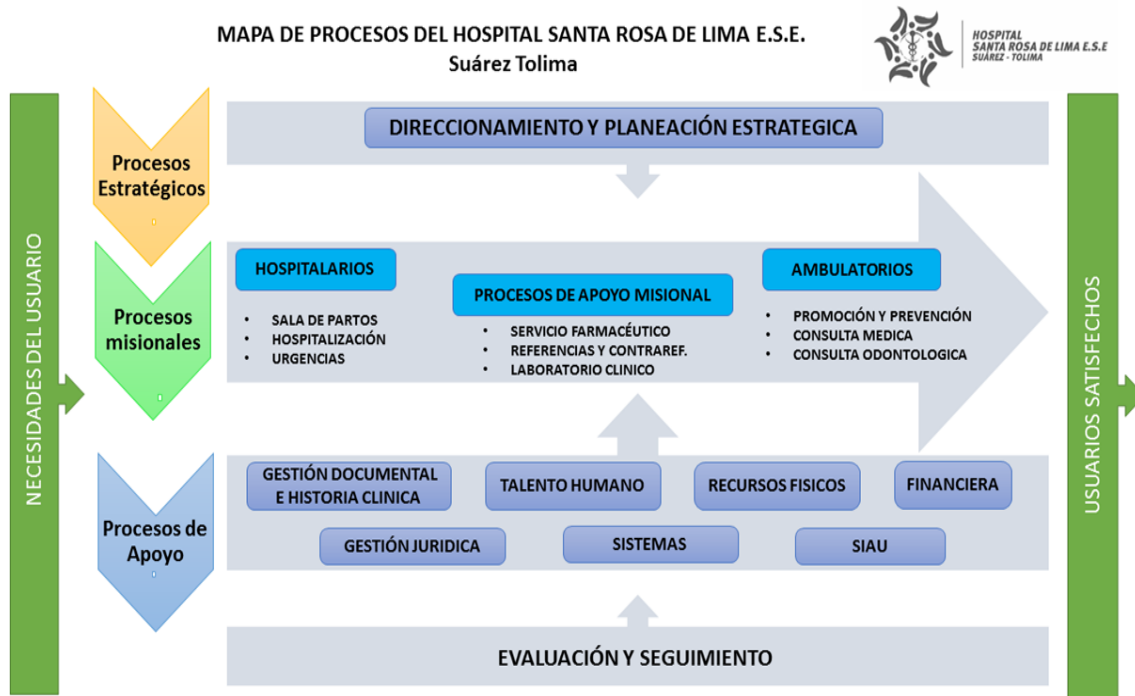 MAPA DE PROCESOS DEL HOSPITAL SANTA ROSA DE LIMA E.S.E.
Suárez Tolima
HOSPITAL
SANTA ROSA DE LIMA E.S.E
SUÁREZ - TOLIMA
NECESIDADES DEL USUARIO
Procesos
Estratégicos
DIRECCIONAMIENTO Y PLANEACIÓN ESTRATEGICA
Procesos
misionales
HOSPITALARIOS
• SALA DE PARTOS
• HOSPITALIZACIÓN
• URGENCIAS
PROCESOS DE APOYO MISIONAL
• SERVICIO FARMACÉUTICO
• REFERENCIAS Y CONTRAREF.
• LABORATORIO CLINICO
AMBULATORIOS
• PROMOCIÓN Y PREVENCIÓN
• CONSULTA MEDICA
• CONSULTA ODONTOLOGICA
Procesos de
Apoyo
GESTIÓN DOCUMENTAL
E HISTORIA CLINICA
TALENTO HUMANO
RECURSOS FISICOS
FINANCIERA
GESTIÓN JURIDICA
SISTEMAS
SIAU
EVALUACIÓN Y SEGUIMIENTO
USUARIOS SATISFECHOS